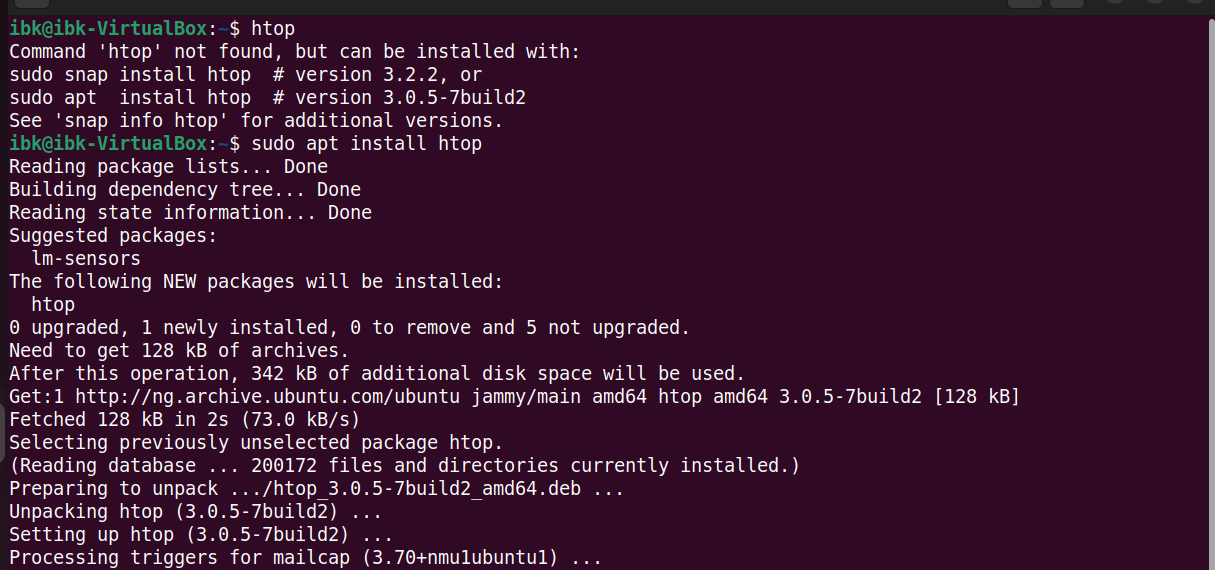 ibk@ibk-VirtualBox:~$ htop
Command 'htop' not found, but can be installed with:
sudo snap install htop  # version 3.2.2, or
sudo apt  install htop  # version 3.0.5-7build2
See 'snap info htop' for additional versions.
ibk@ibk-VirtualBox:~$ sudo apt install htop
Reading package lists... Done
Building dependency tree... Done
Reading state information... Done
Suggested packages:
  lm-sensors
The following NEW packages will be installed:
  htop
0 upgraded, 1 newly installed, 0 to remove and 5 not upgraded.
Need to get 128 kB of archives.
After this operation, 342 kB of additional disk space will be used.
Get:1 http://ng.archive.ubuntu.com/ubuntu jammy/main amd64 htop amd64 3.0.5-7build2 [128 kB]
Fetched 128 kB in 2s (73.0 kB/s)
Selecting previously unselected package htop.
(Reading database ... 200172 files and directories currently installed.)
Preparing to unpack .../htop_3.0.5-7build2_amd64.deb ...
Unpacking htop (3.0.5-7build2) ...
Setting up htop (3.0.5-7build2) ...
Processing triggers for mailcap (3.70+nmu1ubuntu1) ...